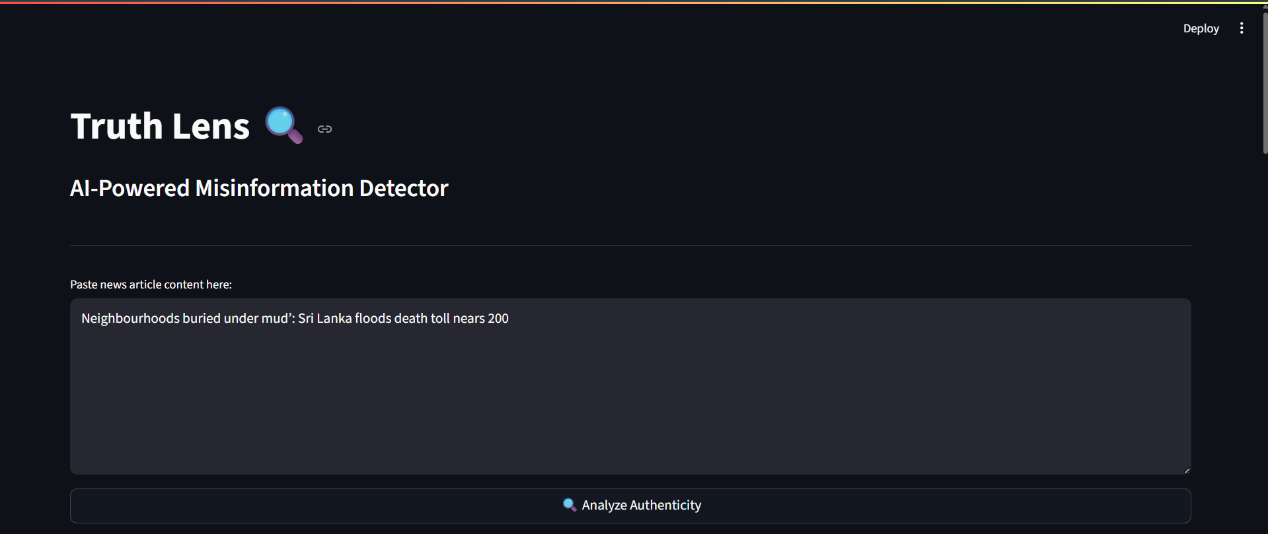 Deploy
Truth Lens
AI-Powered Misinformation Detector
Paste news article content here:
Neighbourhoods buried under mud’: Sri Lanka floods death toll nears 200
Analyze Authenticity